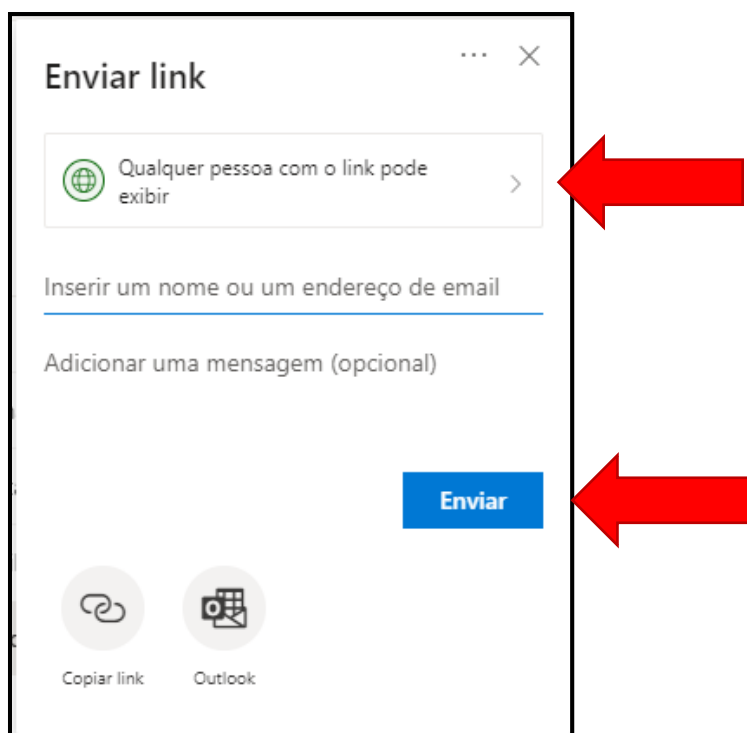 Enviar link
Qualquer pessoa com o link pode
exibir
Inserir um nome ou um endereço de email
Adicionar uma mensagem (opcional)
Enviar
Copiar link
Outlook